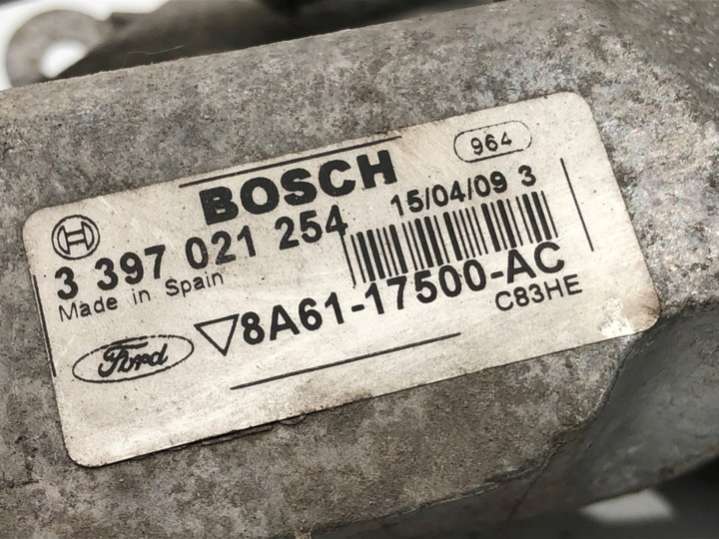 964
BOSCH
15/04/09 3
3 397 021 254
Made in Spain
8A61-17500-AC
C83HE
Ford